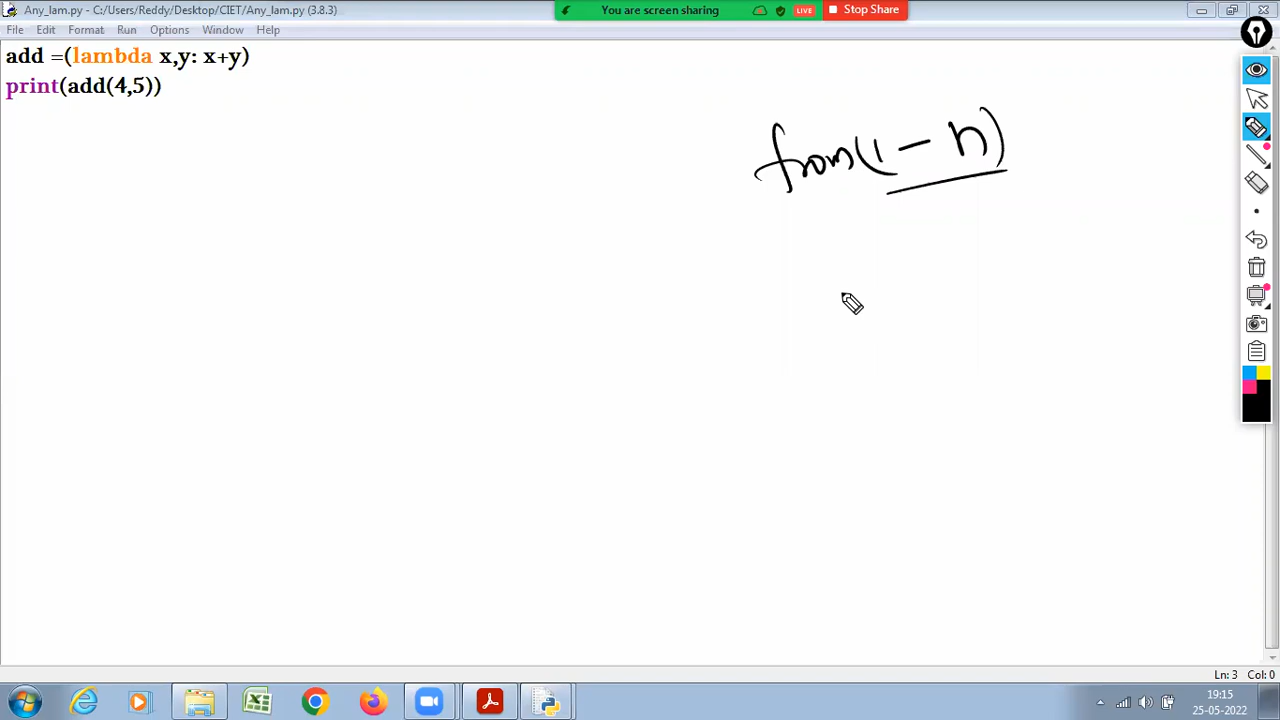 Any_lam.py - C:/Users/Reddy/Desktop/CIET/Any_lam.py (3.8.3)
You are screen sharing LIVE Stop Share
File Edit Format Run Options Window Help
add =(lambda x,y: x+y)
print(add(4,5))
from(1 - n)
Ln: 3 Col: 0
19:15
25-05-2022